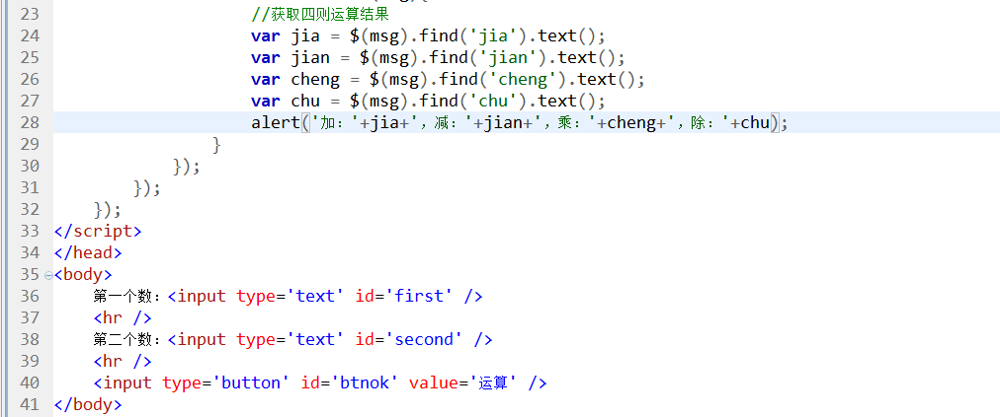 23 //获取四则运算结果
24 var jia = $(msg).find('jia').text();
25 var jian = $(msg).find('jian').text();
26 var cheng = $(msg).find('cheng').text();
27 var chu = $(msg).find('chu').text();
28 alert('加：'+jia+'，减：'+jian+'，乘：'+cheng+'，除：'+chu);
29 }
30 });
31 });
32 });
33 </script>
34 </head>
35 <body>
36 第一个数：<input type='text' id='first' />
37 <hr />
38 第二个数：<input type='text' id='second' />
39 <hr />
40 <input type='button' id='btnok' value='运算' />
41 </body>